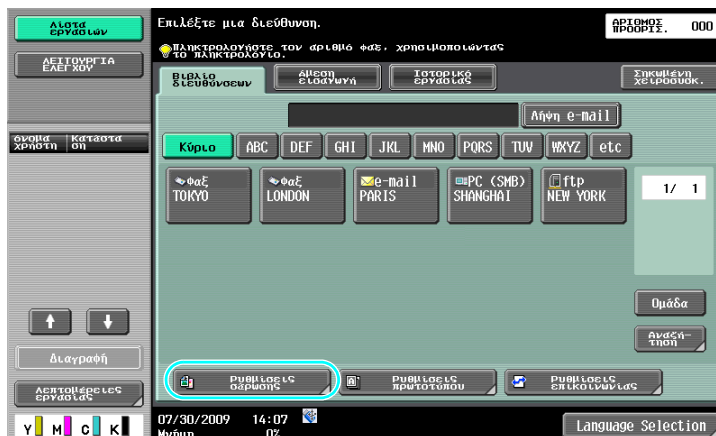 Λίστα
εργασιών
ΛΕΙΤΟΥΡΓΙΑ
ΕΛΕΓΧΟΥ
όνομα
χρήστη
Κατάστα
ση
Διαγραφή
Λεπτομέρειες
εργασίας
Y M C K
Επιλέξτε μια διεύθυνση.
ΑΡΙΘΜΟΣ
ΠΡΟΟΡΙΣ. 000
Πληκτρολογήστε τον αριθμό φαξ, χρησιμοποιώντας
το πληκτρολόγιο.
Βιβλίο
διευθύνσεων
Άμεση
εισαγωγή
Ιστορικό
εργασίας
Σηκωμένη
χειροσυσκ.
Λήψη e-mail
Κύριο ABC DEF GHI JKL MNO PQRS TUV WXYZ etc
φαξ
TOKYO
φαξ
LONDON
e-mail
PARIS
PC (SMB)
SHANGHAI
ftp
NEW YORK
1/ 1
Ομάδα
Αναζή-
τηση
Ρυθμίσεις
σάρωσης
Ρυθμίσεις
πρωτοτύπου
Ρυθμίσεις
επικοινωνίας
07/30/2009 14:07
Μνήμη 0%
Language Selection